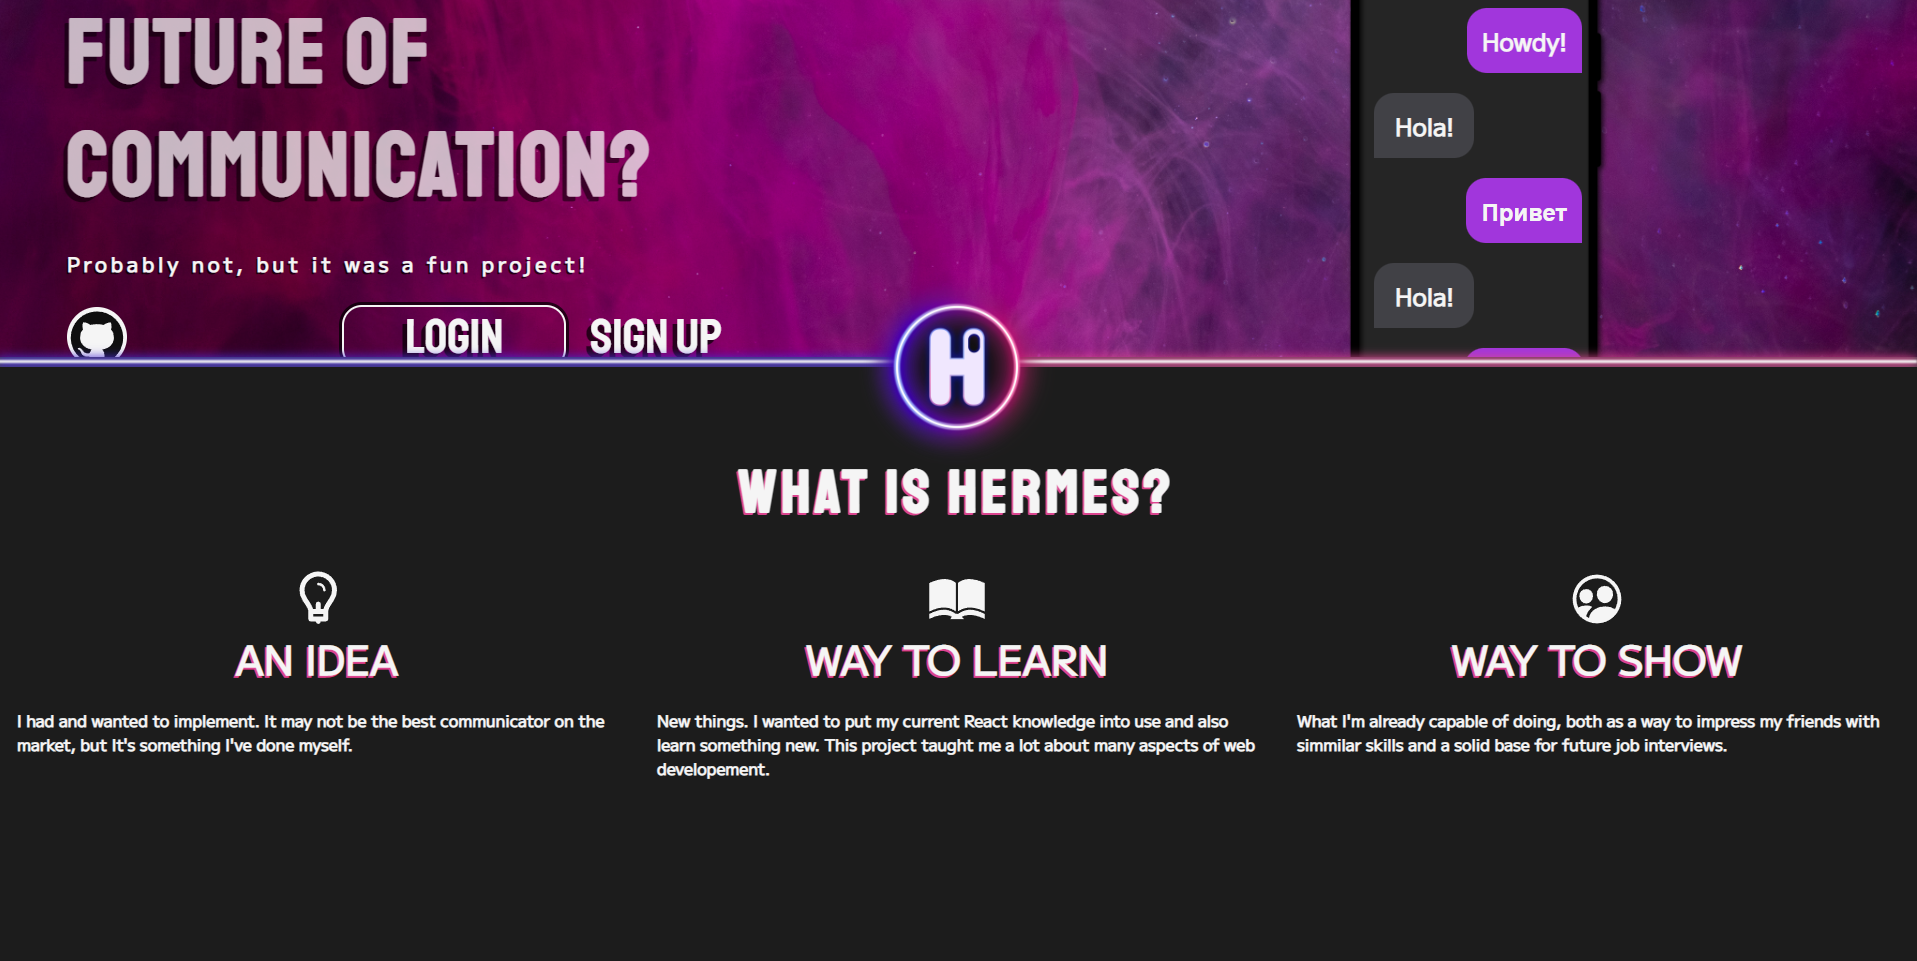 FUTURE OF
COMMUNICATION?
Probably not, but it was a fun project!
LOGIN
SIGN UP
Howdy!
Hola!
Привет
Hola!
H
WHAT IS HERMES?
AN IDEA
I had and wanted to implement. It may not be the best communicator on the
market, but It's something I've done myself.
WAY TO LEARN
New things. I wanted to put my current React knowledge into use and also
learn something new. This project taught me a lot about many aspects of web
developement.
WAY TO SHOW
What I'm already capable of doing, both as a way to impress my friends with
simmilar skills and a solid base for future job interviews.